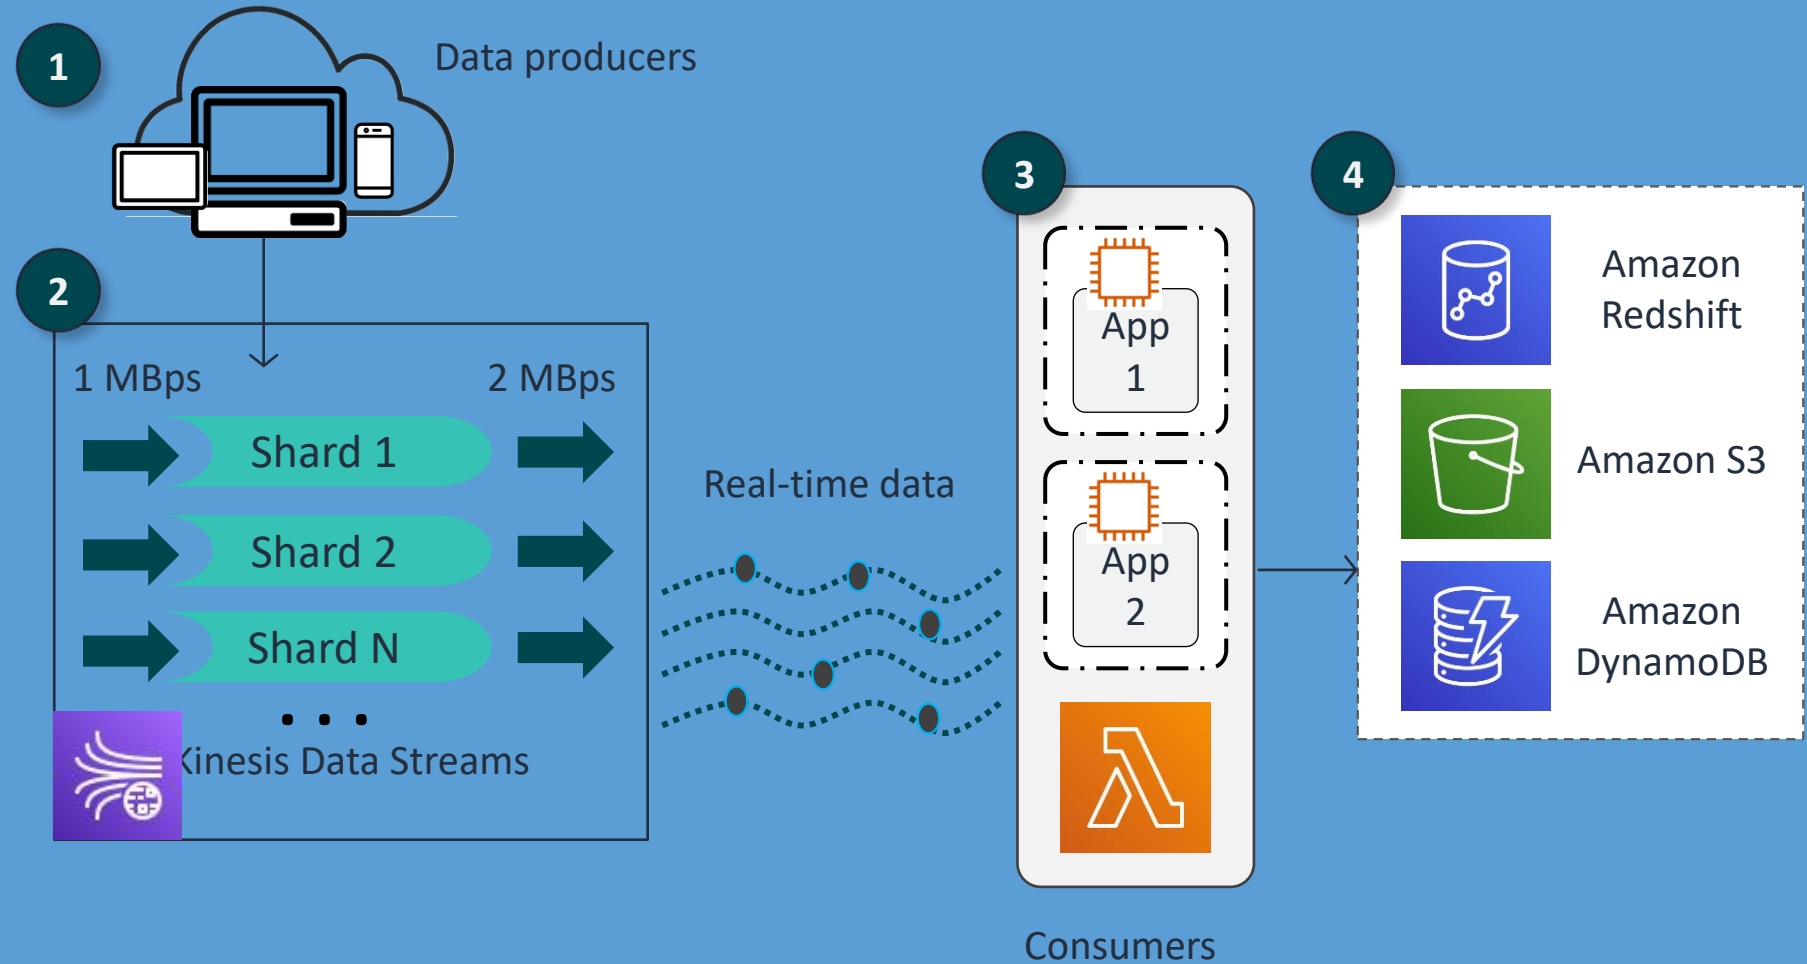 1
Data producers
2
1 MBps
2 MBps
Shard 1
Shard 2
Shard N
...
Kinesis Data Streams
Real-time data
3
App
1
App
2
Consumers
4
Amazon
Redshift
Amazon S3
Amazon
DynamoDB